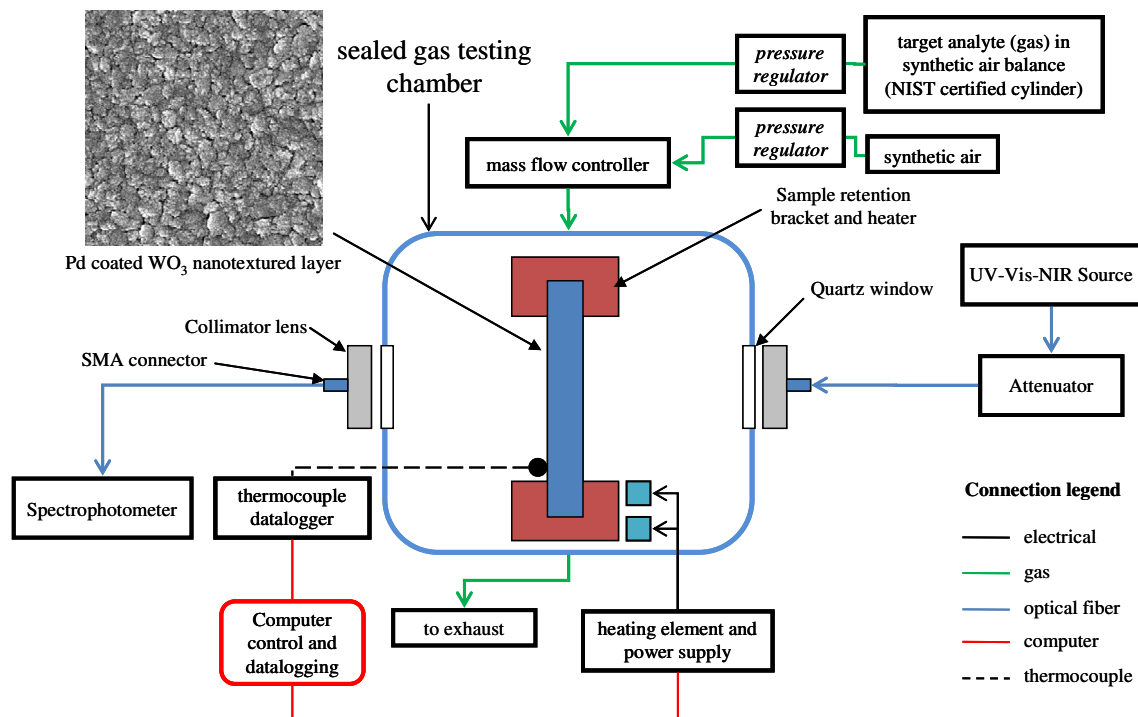 sealed gas testing
chamber
pressure
regulator
target analyte (gas) in
synthetic air balance
(NIST certified cylinder)
pressure
regulator
synthetic air
mass flow controller
Sample retention
bracket and heater
Pd coated WO3 nanotextured layer
UV-Vis-NIR Source
Quartz window
Collimator lens
SMA connector
Attenuator
Spectrophotometer
thermocouple
datalogger
Connection legend
electrical
gas
optical fiber
computer
thermocouple
Computer
control and
datalogging
to exhaust
heating element and
power supply